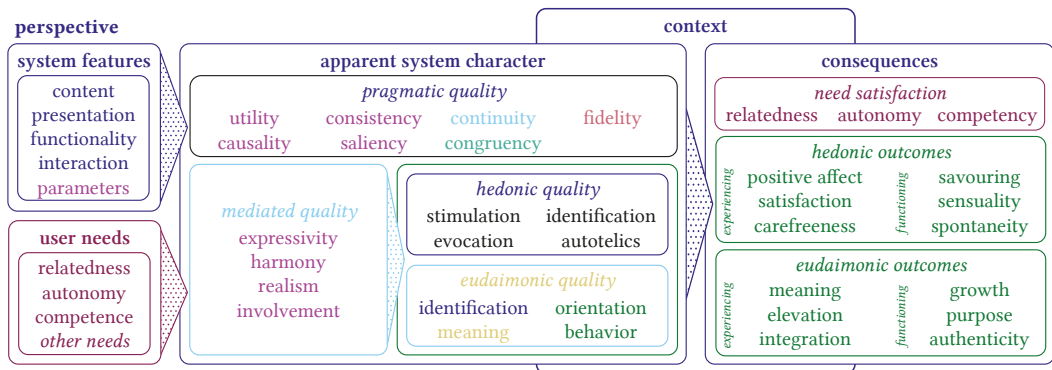 perspective
context
system features
content
presentation
functionality
interaction
parameters
user needs
relatedness
autonomy
competence
other needs
apparent system character
pragmatic quality
utility consistency continuity fidelity
causality saliency congruency
mediated quality
expressivity
harmony
realism
involvement
hedonic quality
stimulation identification
evocation autotelics
eudaimonic quality
identification orientation
meaning behavior
consequences
need satisfaction
relatedness autonomy competency
hedonic outcomes
experiencing
positive affect
satisfaction
carefreeness
functioning
savouring
sensuality
spontaneity
eudaimonic outcomes
experiencing
meaning
elevation
integration
functioning
growth
purpose
authenticity